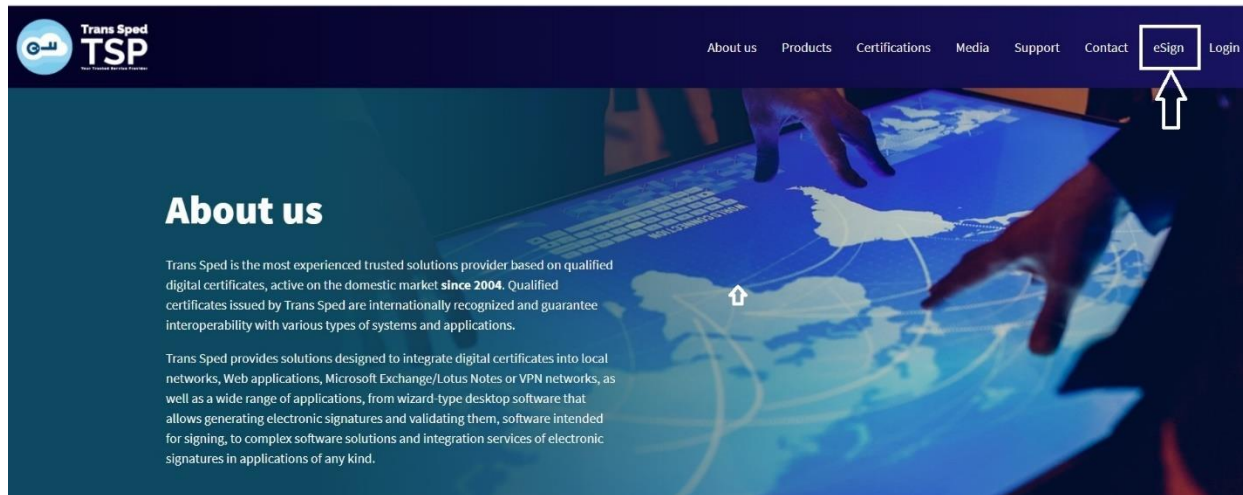 Trans Sped
TSP
Your Trusted Service Provider
About us Products Certifications Media Support Contact eSign Login
About us
Trans Sped is the most experienced trusted solutions provider based on qualified
digital certificates, active on the domestic market since 2004. Qualified
certificates issued by Trans Sped are internationally recognized and guarantee
interoperability with various types of systems and applications.
Trans Sped provides solutions designed to integrate digital certificates into local
networks, Web applications, Microsoft Exchange/Lotus Notes or VPN networks, as
well as a wide range of applications, from wizard-type desktop software that
allows generating electronic signatures and validating them, software intended
for signing, to complex software solutions and integration services of electronic
signatures in applications of any kind.
WORLD CONNECTION